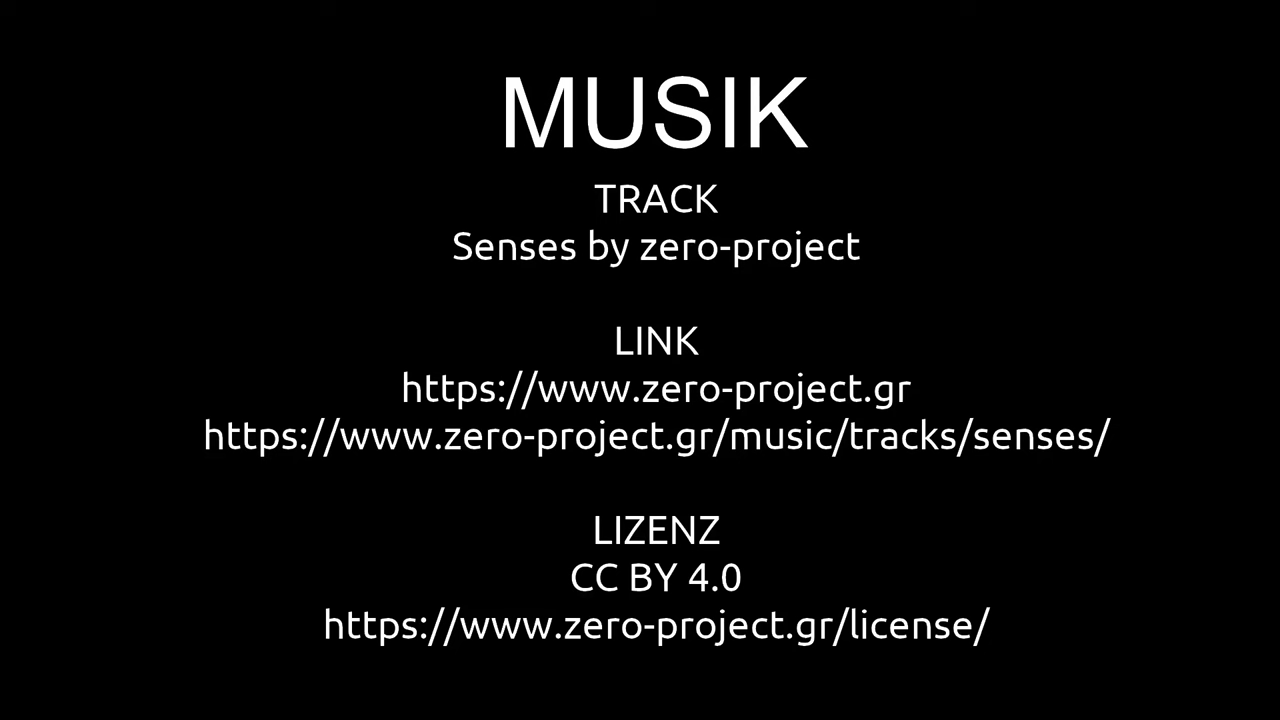 MUSIK
TRACK
Senses by zero-project
LINK
https://www.zero-project.gr
https://www.zero-project.gr/music/tracks/senses/
LIZENZ
CC BY 4.0
https://www.zero-project.gr/license/